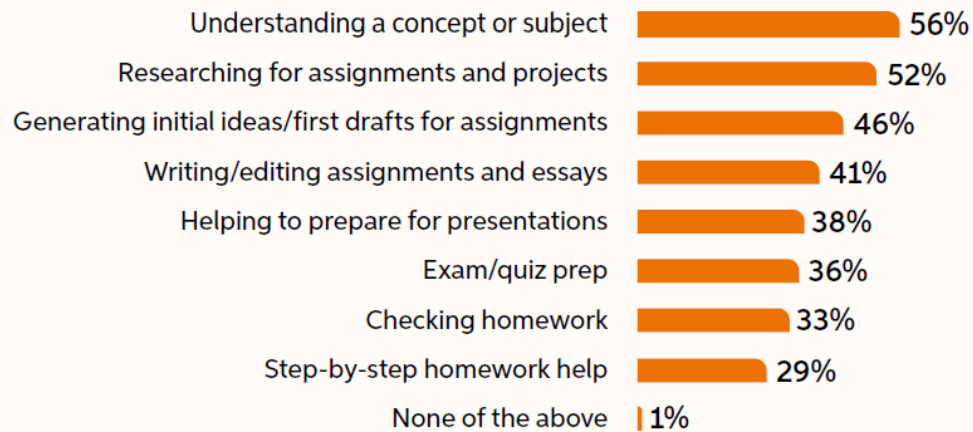 Understanding a concept or subject 56%
Researching for assignments and projects 52%
Generating initial ideas/first drafts for assignments 46%
Writing/editing assignments and essays 41%
Helping to prepare for presentations 38%
Exam/quiz prep 36%
Checking homework 33%
Step-by-step homework help 29%
None of the above 1%